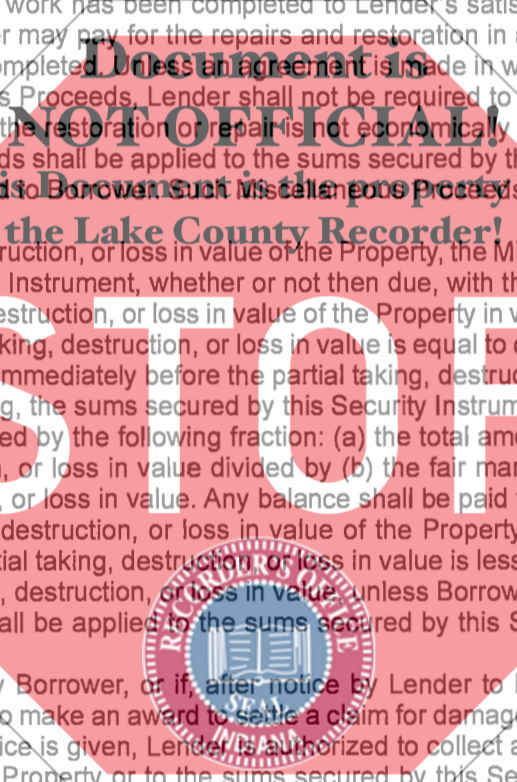 work has been completed to Lender's satis
r may pay for the repairs and restoration in
Document is
ompleted. Unless an agreement is made in w
s Proceeds, Lender shall not be required to
NOT OFFICIAL!
the restoration or repair is not economically
ds shall be applied to the sums secured by th
is Document is the property
d to Borrower. Such Miscellaneous Proceeds
the Lake County Recorder!
ruction, or loss in value of the Property, the M
Instrument, whether or not then due, with th
estruction, or loss in value of the Property in v
king, destruction, or loss in value is equal to
mmediately before the partial taking, destruc
g, the sums secured by this Security Instrum
STOP
ed by the following fraction: (a) the total am
, or loss in value divided by (b) the fair mar
, or loss in value. Any balance shall be paid
destruction, or loss in value of the Property
tial taking, destruction, or loss in value is less
, destruction, or loss in value, unless Borrow
all be applied to the sums secured by this S
RECORDER'S OFFICE
SEAL
INDIANA
y Borrower, or if, after notice by Lender to
o make an award to settle a claim for damag
ice is given, Lender is authorized to collect a
Property or to the sums secured by this Se